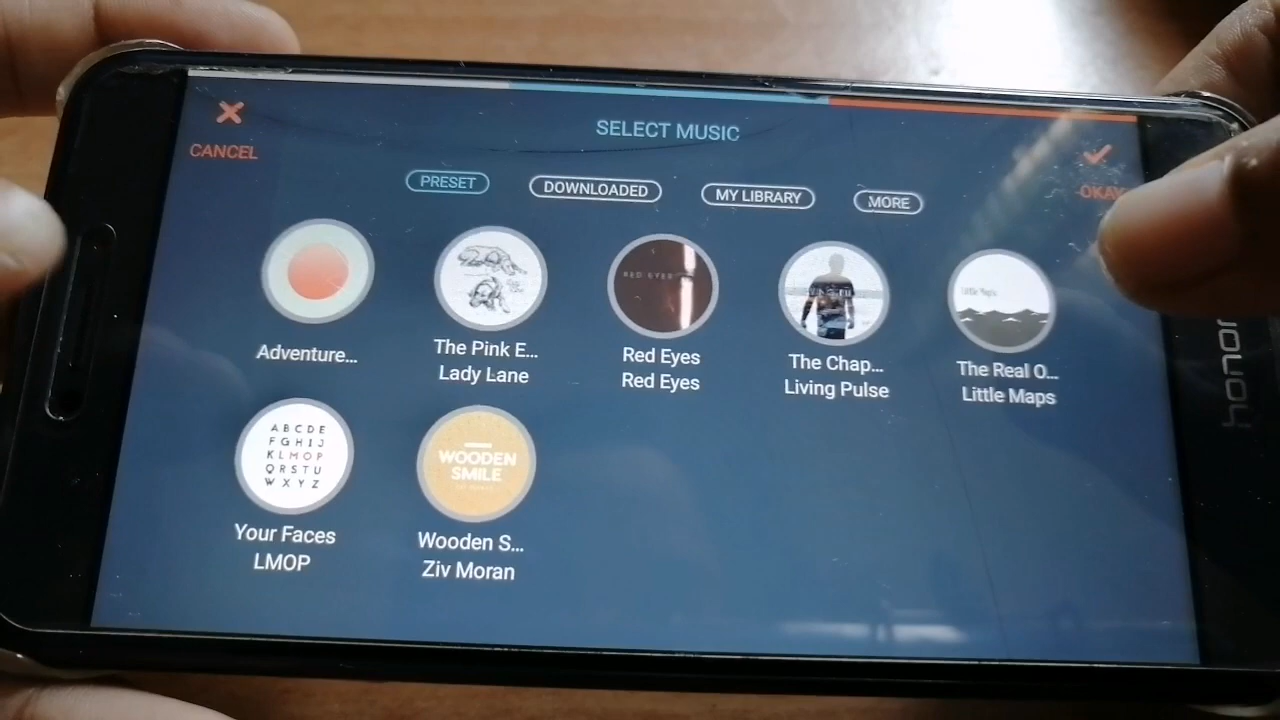 SELECT MUSIC
CANCEL
OKAY
PRESET
DOWNLOADED
MY LIBRARY
MORE
RED EYES
Little Maps
Adventure...
The Pink E...
Lady Lane
Red Eyes
Red Eyes
The Chap...
Living Pulse
The Real O...
Little Maps
A B C D E
F G H I J
K L M O P
Q R S T U
W X Y Z
WOODEN
SMILE
Your Faces
LMOP
Wooden S...
Ziv Moran
honor